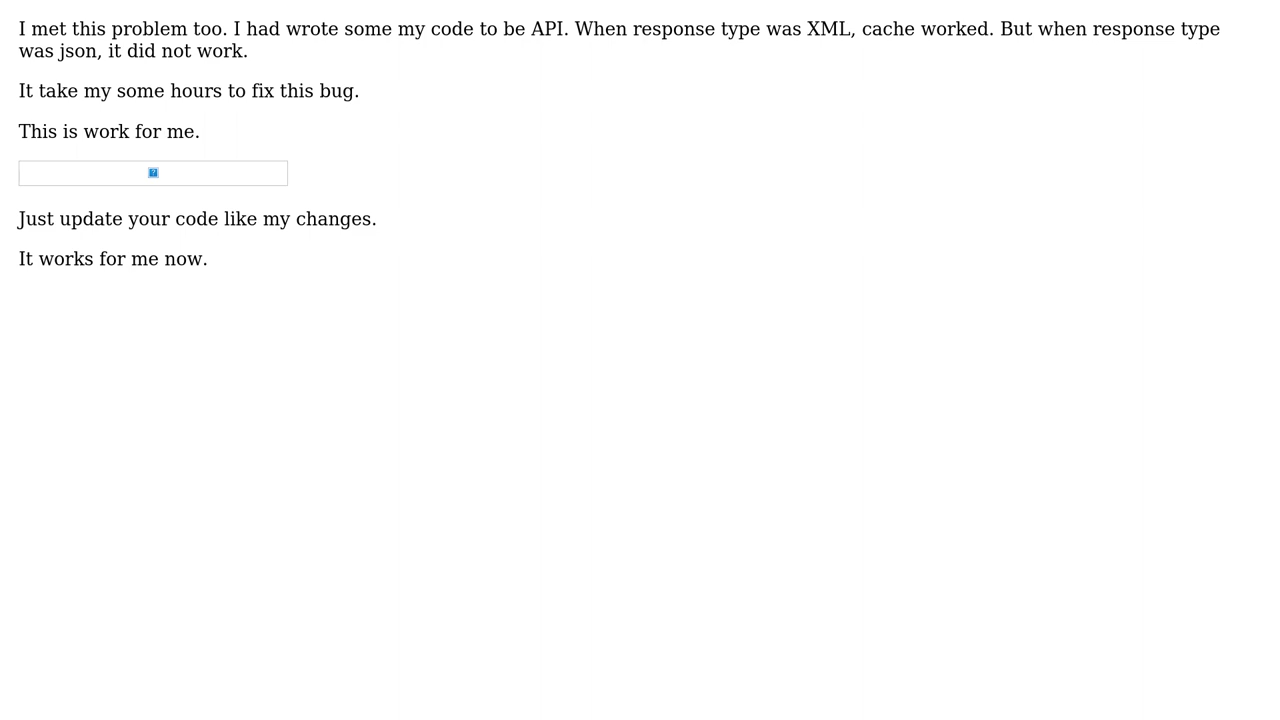 I met this problem too. I had wrote some my code to be API. When response type was XML, cache worked. But when response type
was json, it did not work.
It take my some hours to fix this bug.
This is work for me.
Just update your code like my changes.
It works for me now.